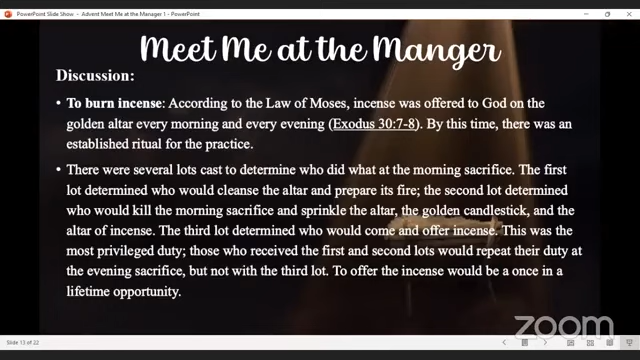 PowerPoint Slide Show - Advent Meet Me at the Manager 1 - PowerPoint
Meet Me at the Manger
Discussion:
• To burn incense: According to the Law of Moses, incense was offered to God on the
golden altar every morning and every evening (Exodus 30:7-8). By this time, there was an
established ritual for the practice.
• There were several lots cast to determine who did what at the morning sacrifice. The first
lot determined who would cleanse the altar and prepare its fire; the second lot determined
who would kill the morning sacrifice and sprinkle the altar, the golden candlestick, and the
altar of incense. The third lot determined who would come and offer incense. This was the
most privileged duty; those who received the first and second lots would repeat their duty at
the evening sacrifice, but not with the third lot. To offer the incense would be a once in a
lifetime opportunity.
Slide 13 of 22
zoom